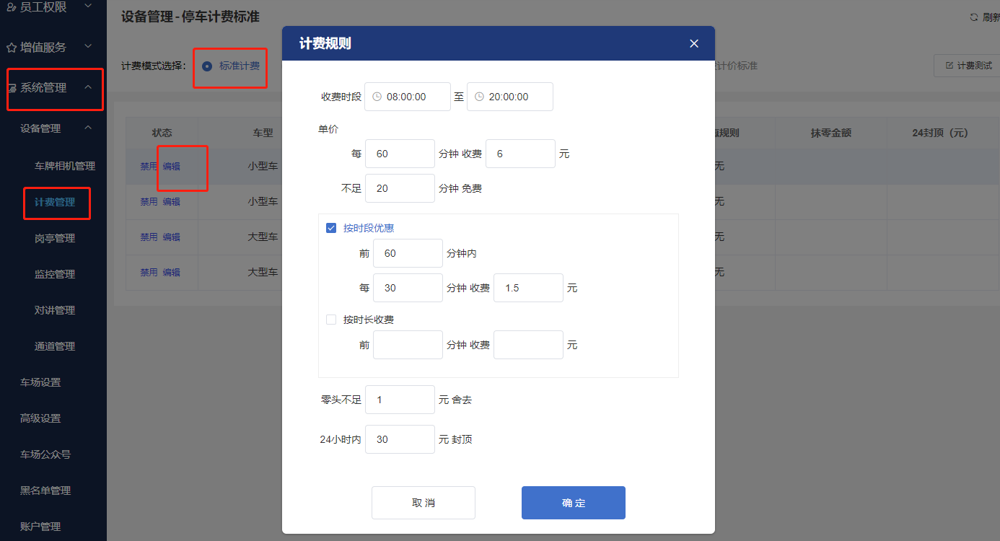 员工权限
增值服务
系统管理
设备管理
车牌相机管理
计费管理
岗亭管理
监控管理
对讲管理
通道管理
车场设置
高级设置
车场公众号
黑名单管理
账户管理
设备管理-停车计费标准
刷新
计费模式选择： 标准计费
计价标准
计费测试
状态 车型 规则 抹零金额 24封顶（元）
禁用 编辑 小型车 无
禁用 编辑 小型车 无
禁用 编辑 大型车 无
禁用 编辑 大型车 无
计费规则
收费时段 08:00:00 至 20:00:00
单价
每 60 分钟 收费 6 元
不足 20 分钟 免费
按时段优惠
前 60 分钟内
每 30 分钟 收费 1.5 元
按时长收费
前 分钟 收费 元
零头不足 1 元 舍去
24小时内 30 元 封顶
取 消 确 定